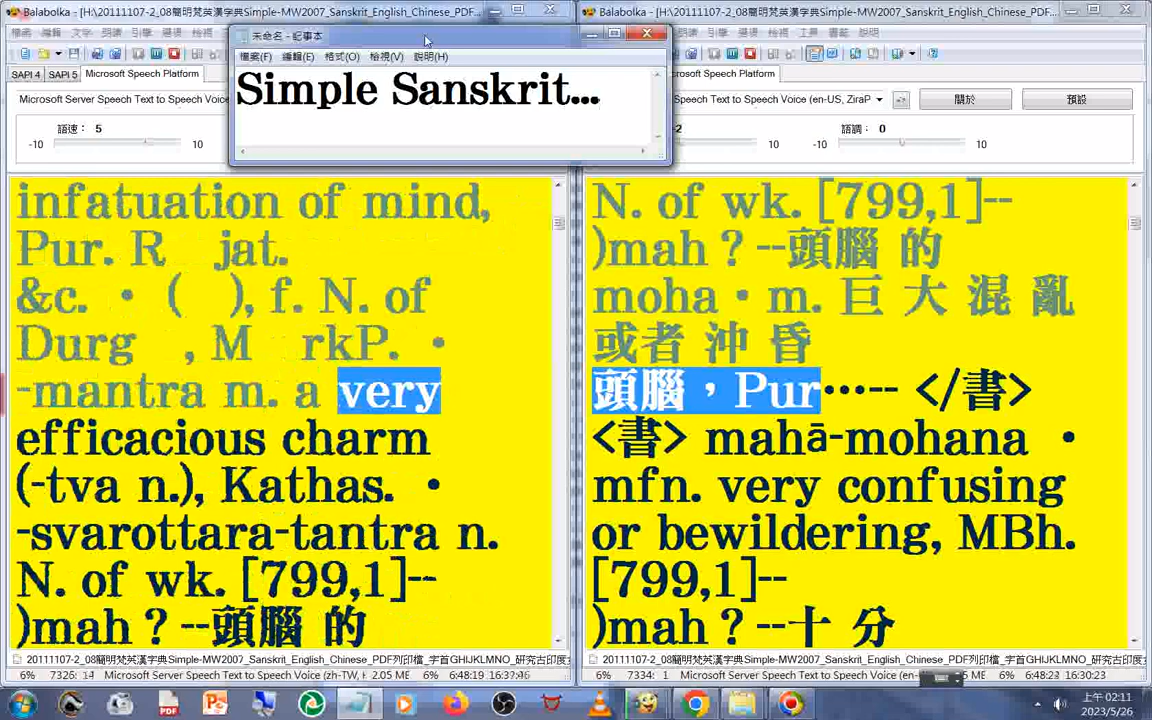 Balabolka - [H:\20111107-2_08簡明梵英漢字典Simple-MW2007_Sanskrit_English_Chinese_PDF...
Balabolka - [H:\20111107-2_08簡明梵英漢字典Simple-MW2007_Sanskrit_English_Chinese_PDF...
未命名 - 記事本
檔案(F) 編輯(E) 格式(O) 檢視(V) 說明(H)
Simple Sanskrit...
SAPI 4 SAPI 5 Microsoft Speech Platform
Microsoft Server Speech Text to Speech Voice
Speech Text to Speech Voice (en-US, ZiraP
關於
預設
語速： 5
-10
10
-2
10
語調： 0
-10
10
infatuation of mind,
Pur. R jat.
&c. • ( ), f. N. of
Durg , M rkP. •
-mantra m. a very
efficacious charm
(-tva n.), Kathas. •
-svarottara-tantra n.
N. of wk. [799,1]--
)mah？--頭腦 的
N. of wk. [799,1]--
)mah？--頭腦 的
moha•m. 巨 大 混 亂
或者 沖 昏
頭腦，Pur…-- </書>
<書> mahā-mohana •
mfn. very confusing
or bewildering, MBh.
[799,1]--
)mah？--十 分
20111107-2_08簡明梵英漢字典Simple-MW2007_Sanskrit_English_Chinese_PDF列印檔_字首GHIJKLMNO_研究古印度
20111107-2_08簡明梵英漢字典Simple-MW2007_Sanskrit_English_Chinese_PDF列印檔_字首GHIJKLMNO_研究古印度
6% 7326: 14 Microsoft Server Speech Text to Speech Voice (zh-TW, 2.05 ME 6% 6:48:19
6% 7334: Microsoft Server Speech Text to Speech Voice (en-US 6% 6:48:23 16:30:23
上午 02:11
2023/5/26